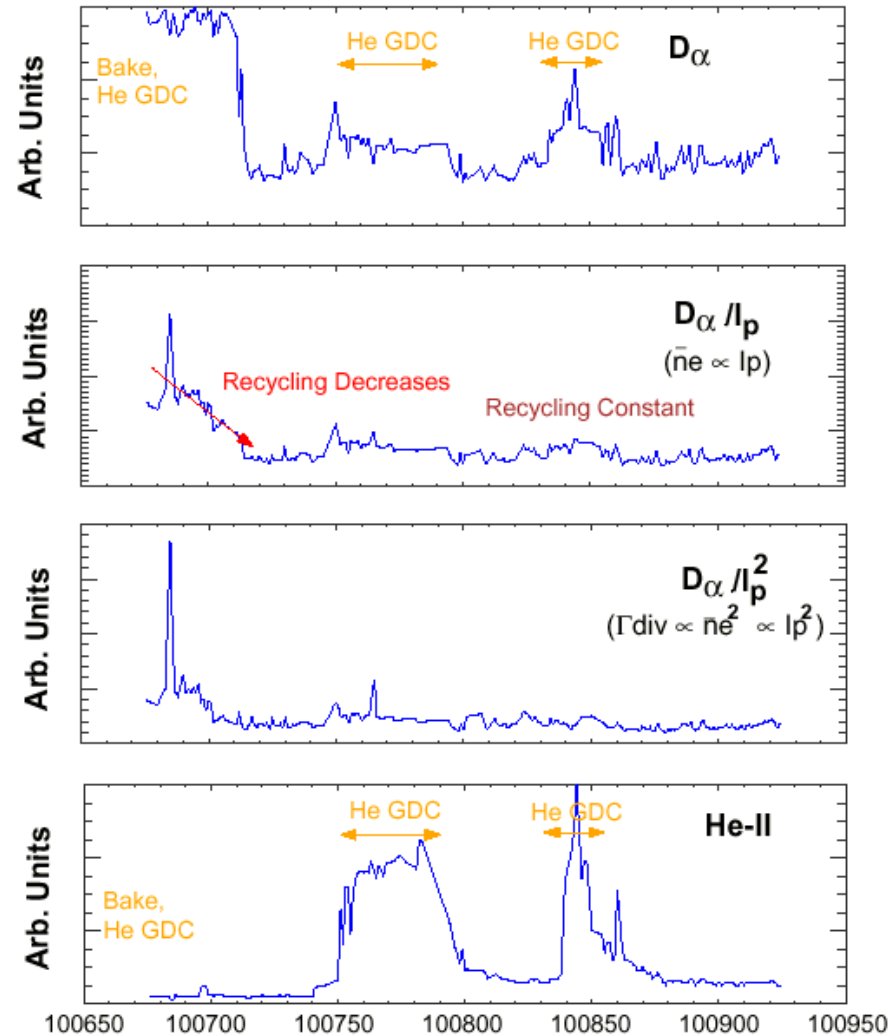 Arb. Units
Bake,
He GDC
He GDC
He GDC
Dα
Arb. Units
Dα /Ip
(n̄e ∝ Ip)
Recycling Decreases
Recycling Constant
Arb. Units
Dα /Ip²
(Γdiv ∝ n̄e² ∝ Ip²)
Arb. Units
Bake,
He GDC
He GDC
He GDC
He-II
100650 100700 100750 100800 100850 100900 100950